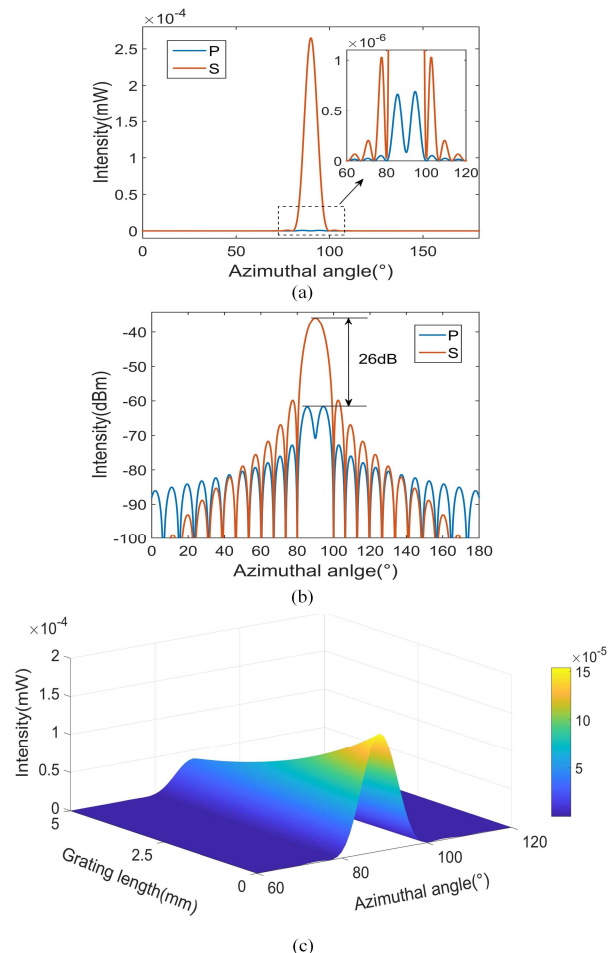 ×10⁻⁴
2.5
2
1.5
1
0.5
0
Intensity(mW)
P
S
×10⁻⁶
1
0.5
0
60 80 100 120
0 50 100 150
Azimuthal angle(°)
(a)
-40
-50
-60
-70
-80
-90
-100
Intensity(dBm)
P
S
26dB
0 20 40 60 80 100 120 140 160 180
Azimuthal anlge(°)
(b)
×10⁻⁴
2
1.5
1
0.5
0
Intensity(mW)
5
2.5
0
Grating length(mm)
60
80
100
120
Azimuthal angle(°)
×10⁻⁵
15
10
5
(c)